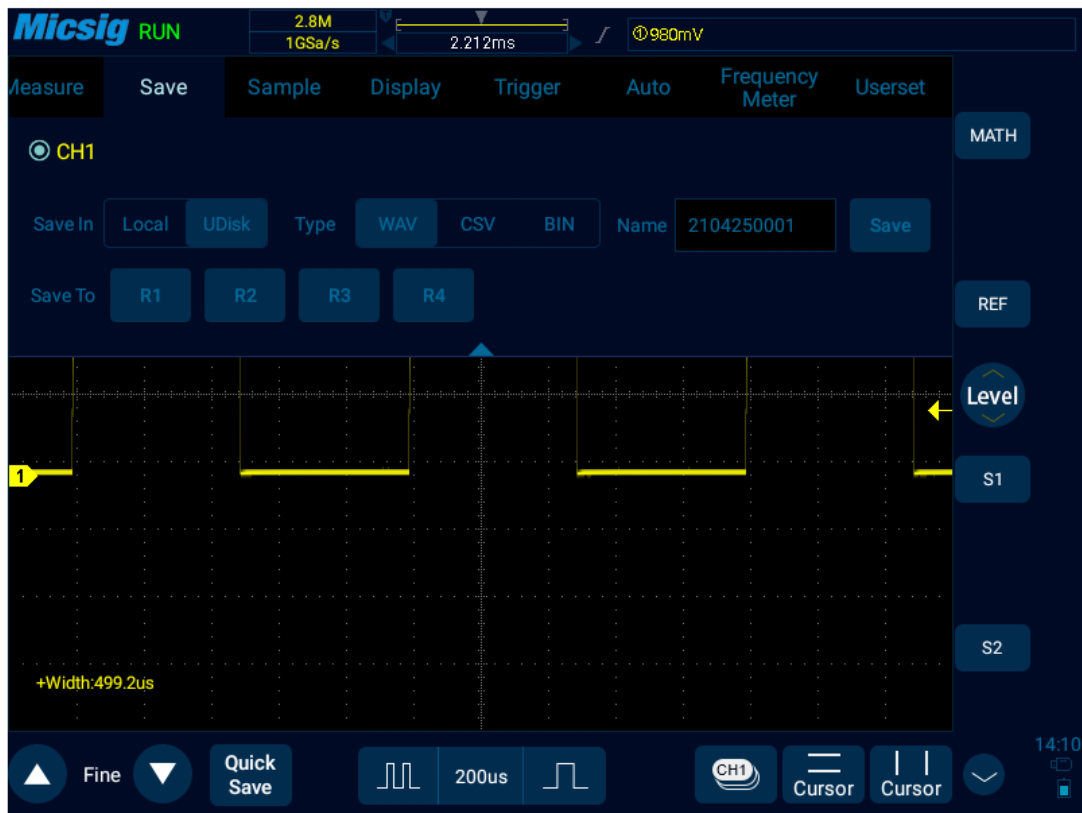 Micsig RUN
2.8M
1GSa/s
2.212ms
①980mV
Measure Save Sample Display Trigger Auto Frequency Meter Userset
CH1
Save In Local UDisk Type WAV CSV BIN Name 2104250001 Save
Save To R1 R2 R3 R4
MATH
REF
Level
1
S1
S2
+Width:499.2us
Fine
Quick
Save
200us
CH1
Cursor
Cursor
14:10